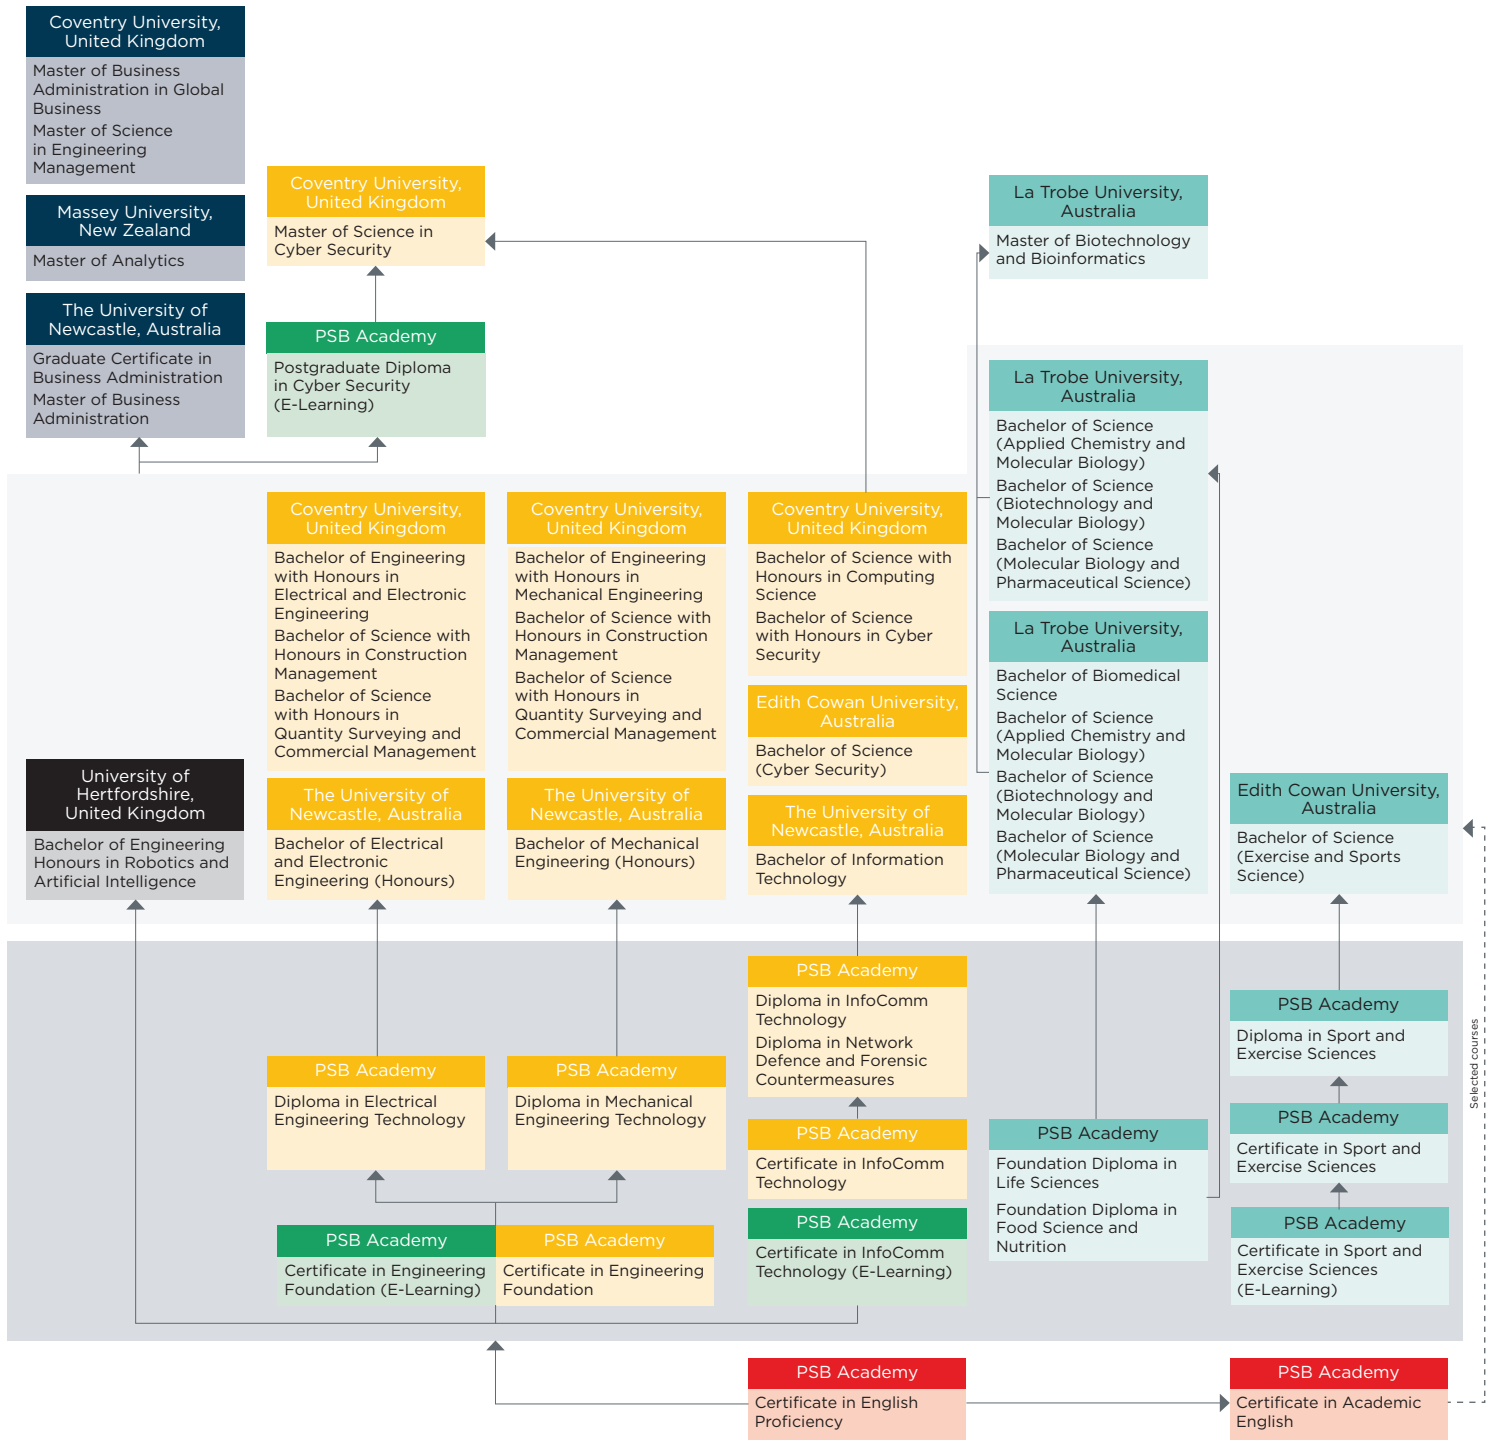 Coventry University,
United Kingdom
Master of Business
Administration in Global
Business
Master of Science
in Engineering
Management
Massey University,
New Zealand
Master of Analytics
The University of
Newcastle, Australia
Graduate Certificate in
Business Administration
Master of Business
Administration
Coventry University,
United Kingdom
Master of Science in
Cyber Security
PSB Academy
Postgraduate Diploma
in Cyber Security
(E-Learning)
La Trobe University,
Australia
Master of Biotechnology
and Bioinformatics
La Trobe University,
Australia
Bachelor of Science
(Applied Chemistry and
Molecular Biology)
Bachelor of Science
(Biotechnology and
Molecular Biology)
Bachelor of Science
(Molecular Biology and
Pharmaceutical Science)
University of
Hertfordshire,
United Kingdom
Bachelor of Engineering
Honours in Robotics and
Artificial Intelligence
Coventry University,
United Kingdom
Bachelor of Engineering
with Honours in
Electrical and Electronic
Engineering
Bachelor of Science with
Honours in Construction
Management
Bachelor of Science
with Honours in
Quantity Surveying and
Commercial Management
The University of
Newcastle, Australia
Bachelor of Electrical
and Electronic
Engineering (Honours)
Coventry University,
United Kingdom
Bachelor of Engineering
with Honours in
Mechanical Engineering
Bachelor of Science with
Honours in Construction
Management
Bachelor of Science
with Honours in
Quantity Surveying and
Commercial Management
The University of
Newcastle, Australia
Bachelor of Mechanical
Engineering (Honours)
Coventry University,
United Kingdom
Bachelor of Science with
Honours in Computing
Science
Bachelor of Science
with Honours in Cyber
Security
Edith Cowan University,
Australia
Bachelor of Science
(Cyber Security)
The University of
Newcastle, Australia
Bachelor of Information
Technology
La Trobe University,
Australia
Bachelor of Biomedical
Science
Bachelor of Science
(Applied Chemistry and
Molecular Biology)
Bachelor of Science
(Biotechnology and
Molecular Biology)
Bachelor of Science
(Molecular Biology and
Pharmaceutical Science)
Edith Cowan University,
Australia
Bachelor of Science
(Exercise and Sports
Science)
PSB Academy
Diploma in Electrical
Engineering Technology
PSB Academy
Diploma in Mechanical
Engineering Technology
PSB Academy
Certificate in Engineering
Foundation (E-Learning)
PSB Academy
Certificate in Engineering
Foundation
PSB Academy
Diploma in InfoComm
Technology
Diploma in Network
Defence and Forensic
Countermeasures
PSB Academy
Certificate in InfoComm
Technology
PSB Academy
Certificate in InfoComm
Technology (E-Learning)
PSB Academy
Foundation Diploma in
Life Sciences
Foundation Diploma in
Food Science and
Nutrition
PSB Academy
Diploma in Sport and
Exercise Sciences
PSB Academy
Certificate in Sport and
Exercise Sciences
PSB Academy
Certificate in Sport and
Exercise Sciences
(E-Learning)
Selected courses
PSB Academy
Certificate in English
Proficiency
PSB Academy
Certificate in Academic
English